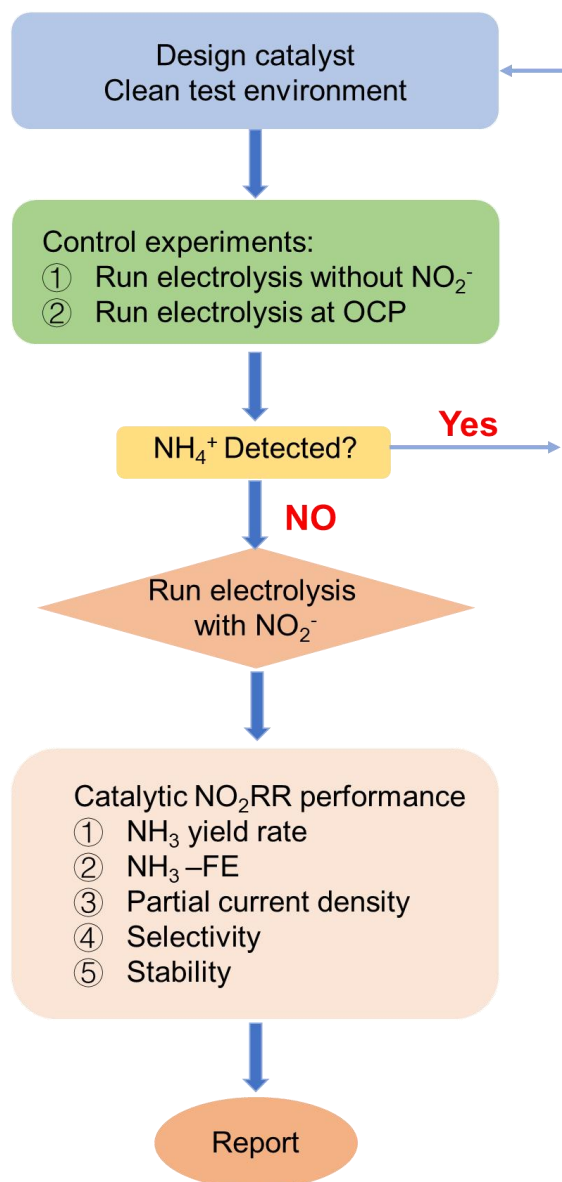 Design catalyst
Clean test environment
Control experiments:
① Run electrolysis without NO₂⁻
② Run electrolysis at OCP
NH₄⁺ Detected?
Yes
NO
Run electrolysis
with NO₂⁻
Catalytic NO₂RR performance
① NH₃ yield rate
② NH₃ –FE
③ Partial current density
④ Selectivity
⑤ Stability
Report